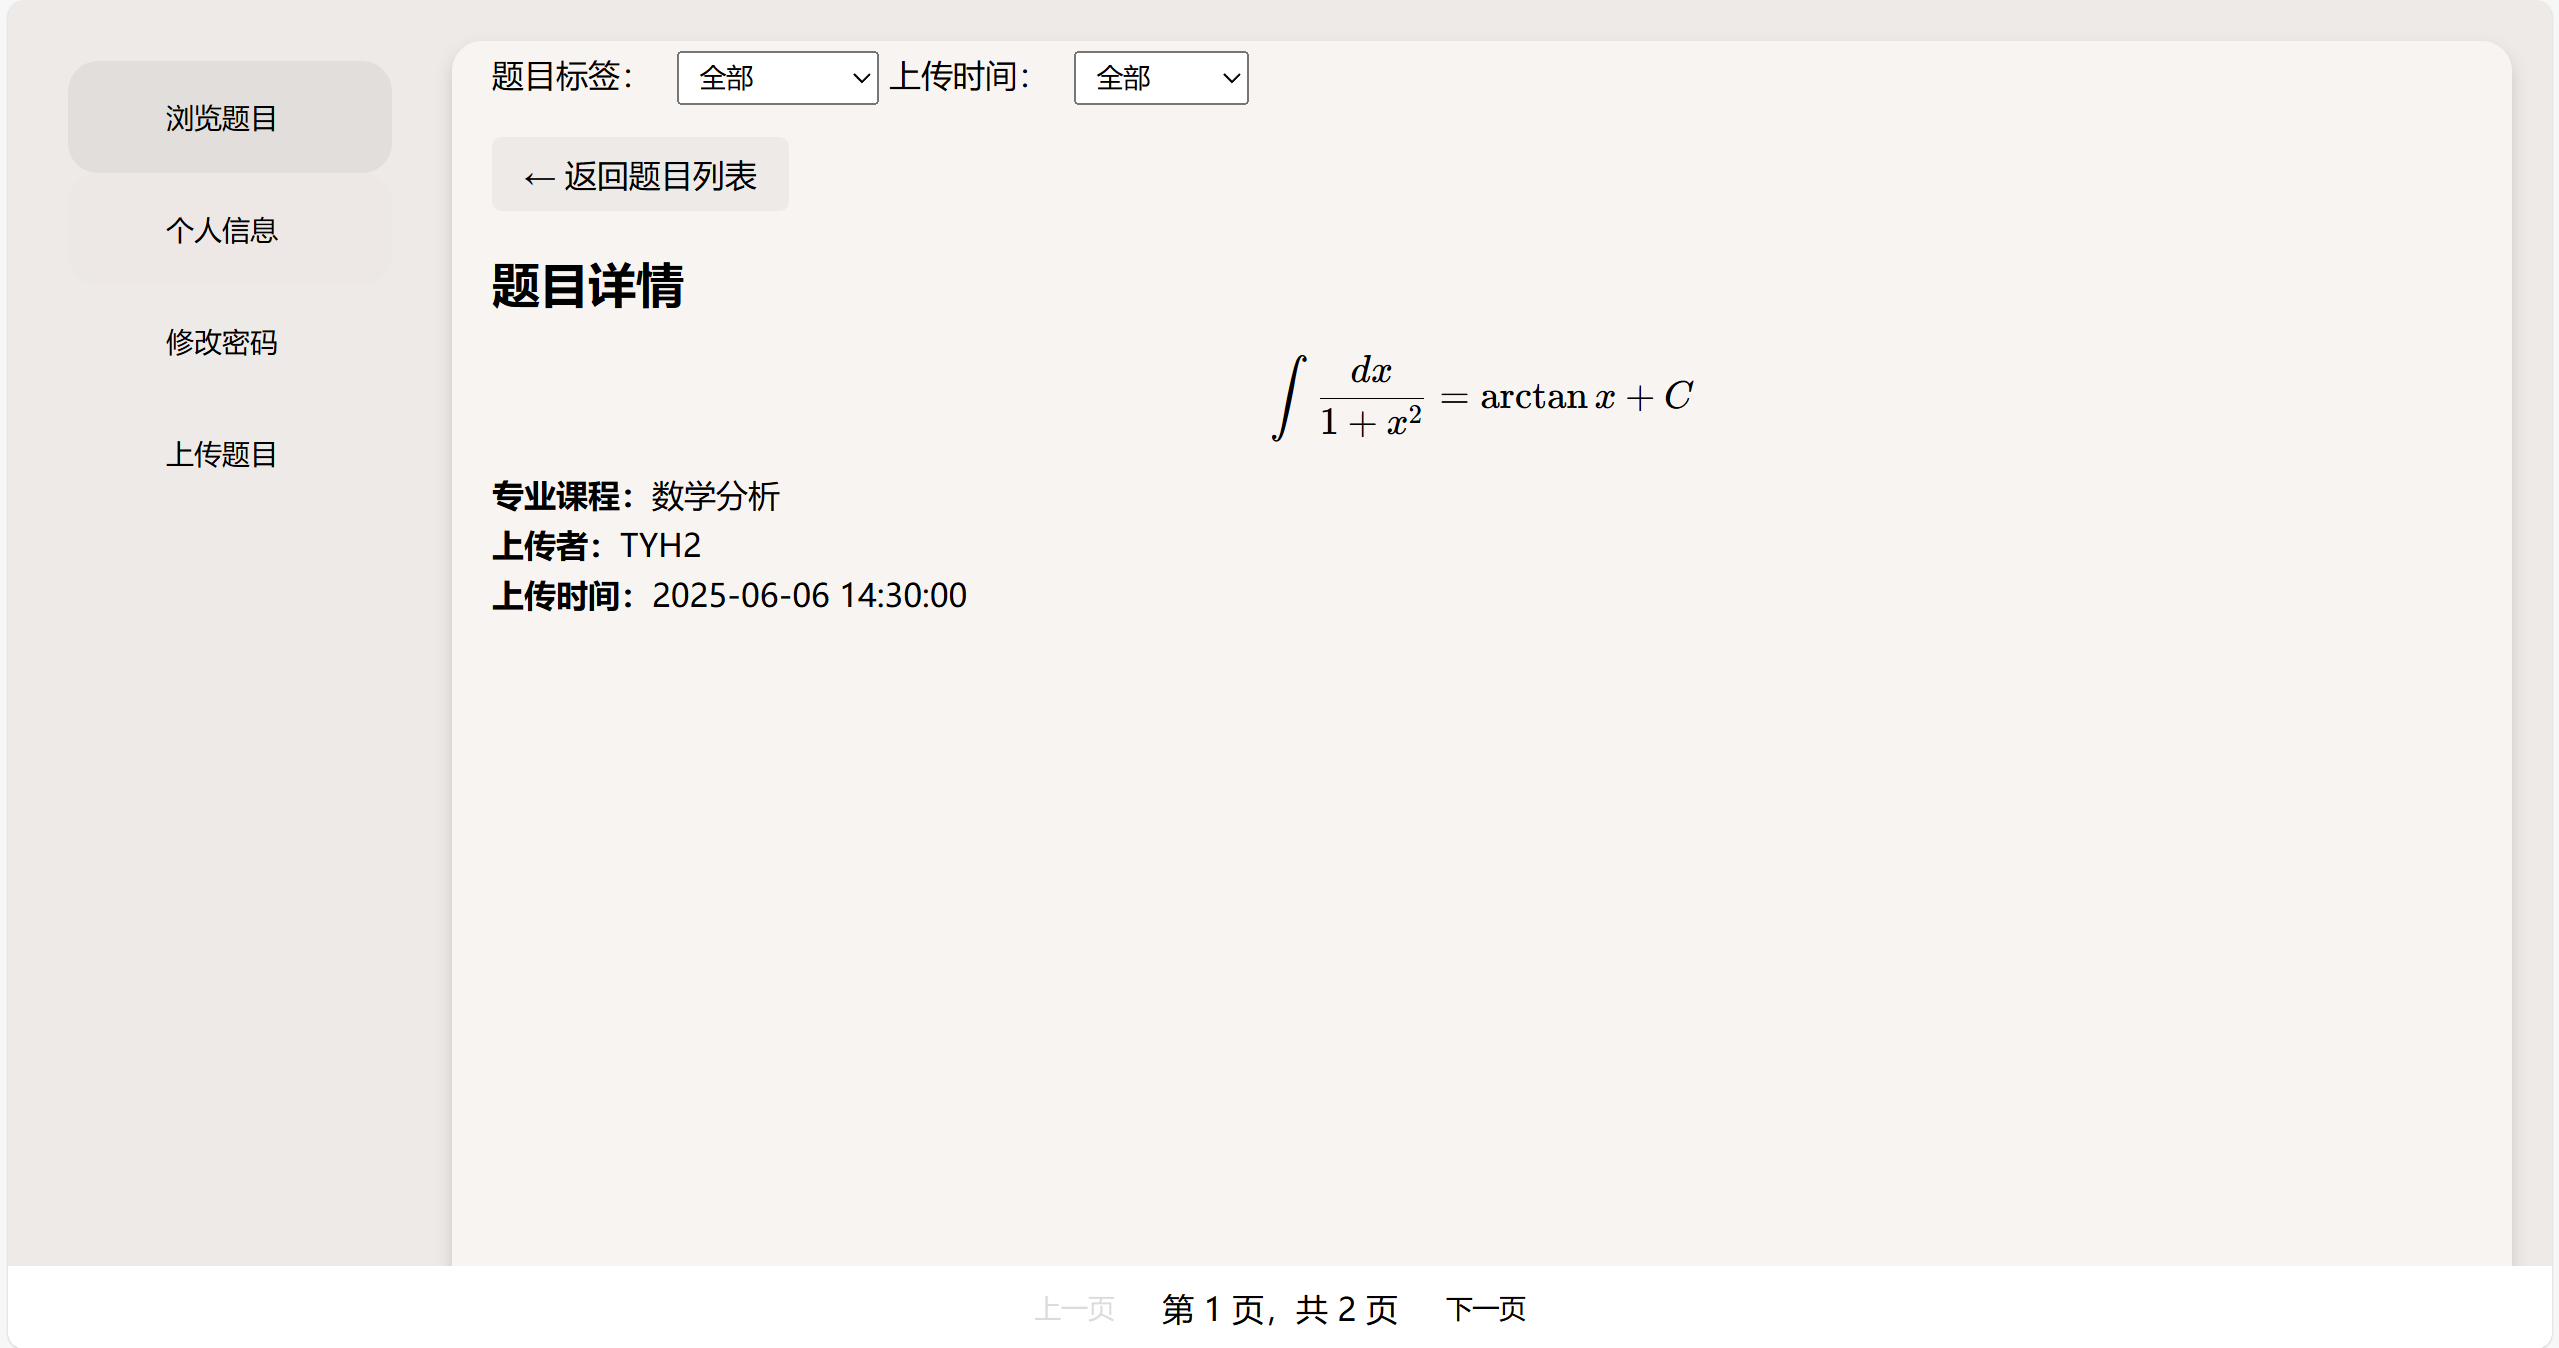 浏览题目
个人信息
修改密码
上传题目
题目标签： 全部 上传时间： 全部
← 返回题目列表
题目详情
∫ dx/(1 + x²) = arctan x + C
专业课程：数学分析
上传者：TYH2
上传时间：2025-06-06 14:30:00
上一页 第 1 页，共 2 页 下一页